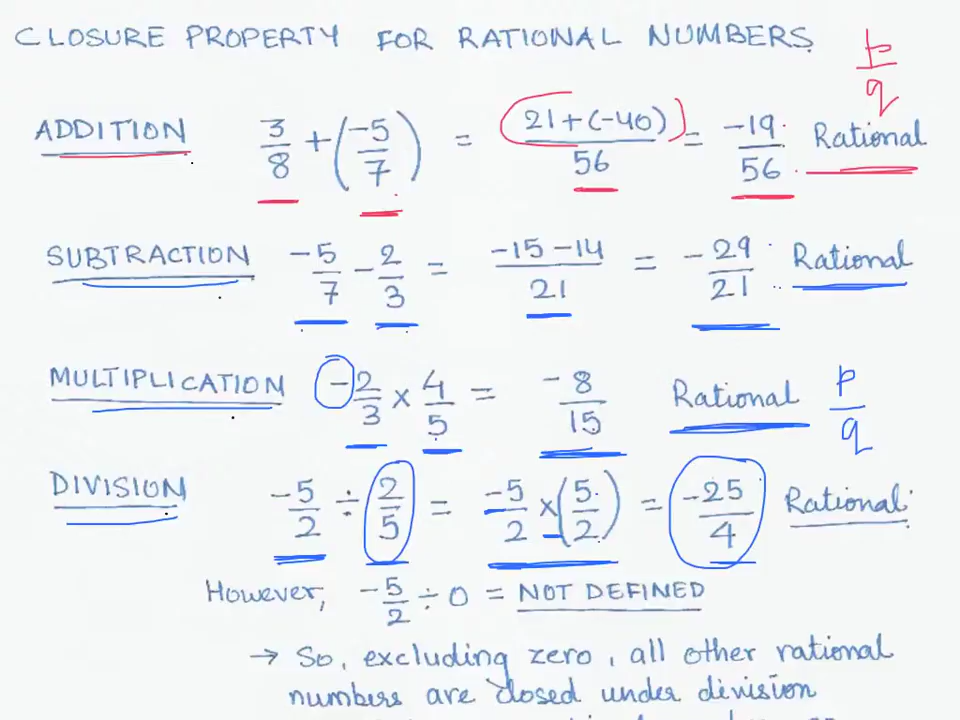 CLOSURE PROPERTY FOR RATIONAL NUMBERS.
p/q
ADDITION 3/8 + (-5/7) = 21+(-40)/56 = -19/56 Rational
SUBTRACTION -5/7 - 2/3 = -15-14/21 = -29/21 Rational
MULTIPLICATION -2/3 × 4/5 = -8/15 Rational p/q
DIVISION -5/2 ÷ 2/5 = -5/2 × (5/2) = -25/4 Rational
However, -5/2 ÷ 0 = NOT DEFINED
→ So, excluding zero, all other rational
numbers are closed under division